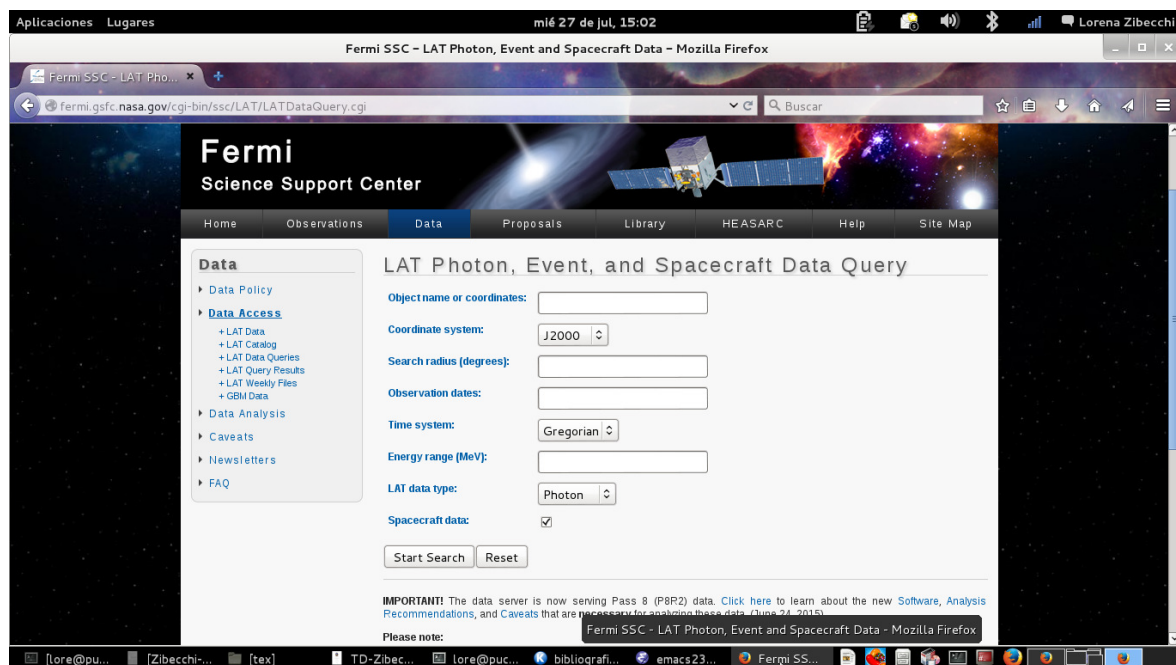 Aplicaciones Lugares mié 27 de jul, 15:02 Lorena Zibecchi
Fermi SSC - LAT Photon, Event and Spacecraft Data - Mozilla Firefox
Fermi SSC - LAT Pho...
fermi.gsfc.nasa.gov/cgi-bin/ssc/LAT/LATDataQuery.cgi Buscar
Fermi
Science Support Center
Home Observations Data Proposals Library HEASARC Help Site Map
Data
Data Policy
Data Access
+ LAT Data
+ LAT Catalog
+ LAT Data Queries
+ LAT Query Results
+ LAT Weekly Files
+ GBM Data
Data Analysis
Caveats
Newsletters
FAQ
LAT Photon, Event, and Spacecraft Data Query
Object name or coordinates:
Coordinate system: J2000
Search radius (degrees):
Observation dates:
Time system: Gregorian
Energy range (MeV):
LAT data type: Photon
Spacecraft data:
Start Search Reset
IMPORTANT! The data server is now serving Pass 8 (P8R2) data. Click here to learn about the new Software, Analysis
Recommendations, and Caveats that are necessary for analyzing these data. (June 24, 2015)
Please note:
Fermi SSC - LAT Photon, Event and Spacecraft Data - Mozilla Firefox
[lore@pu... [Zibecchi-... [tex] TD-Zibec... lore@puc... bibliografi... emacs23... Fermi SS...